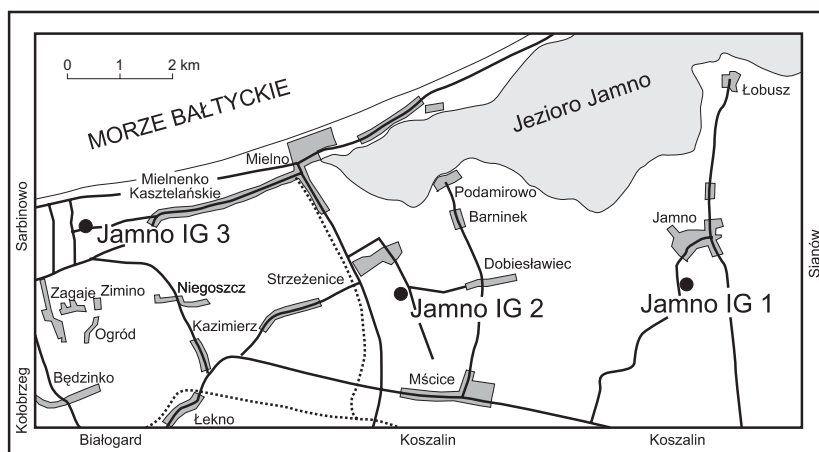 0 1 2 km
MORZE BAŁTYCKIE
Jezioro Jamno
Łobusz
Mielno
Mielnenko
Kasztelańskie
Podamirowo
Barninek
Jamno
Sarbinowo
Jamno IG 3
Sianów
Strzeżenice
Dobiesławiec
Zagaje
Zimino
Niegoszcz
Jamno IG 2
Jamno IG 1
Ogród
Kazimierz
Będzinko
Mścice
Kołobrzeg
Łekno
Białogard
Koszalin
Koszalin